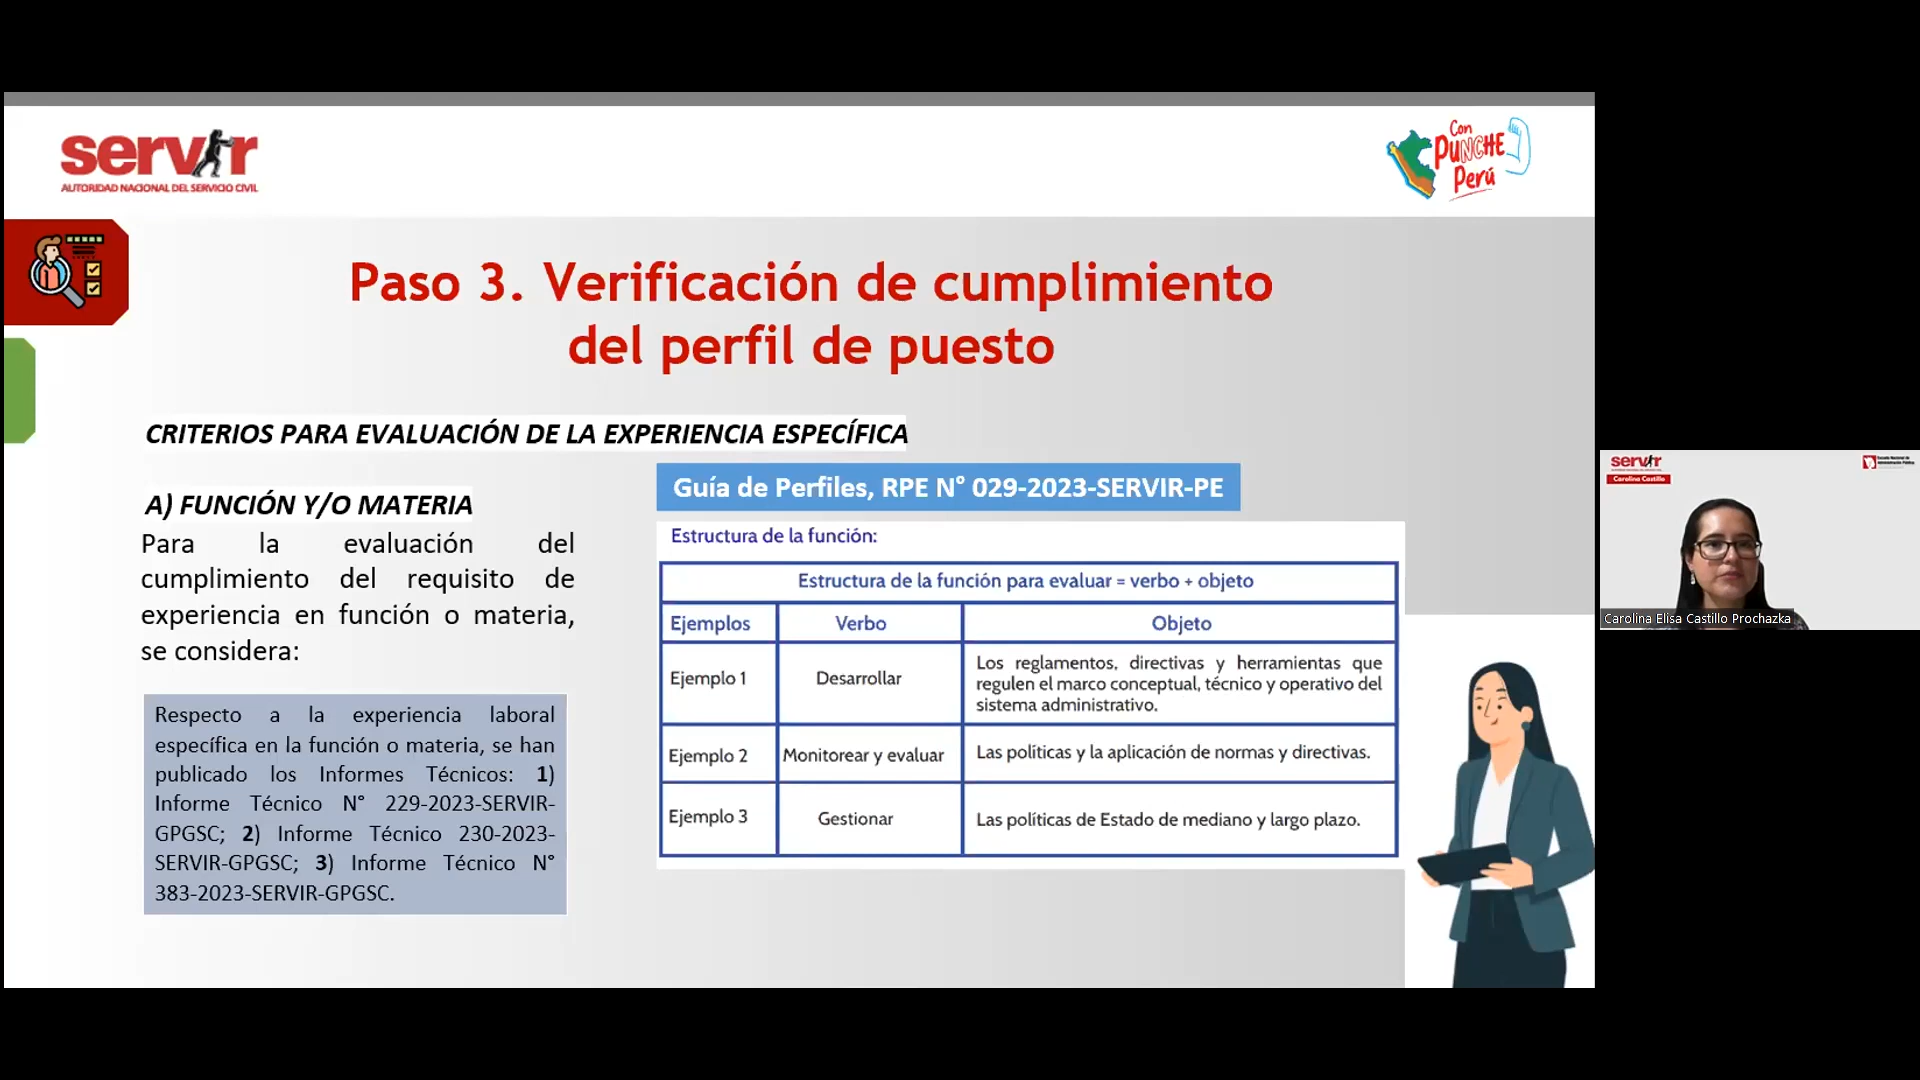 servir
AUTORIDAD NACIONAL DEL SERVICIO CIVIL
Con
PUNCHE
Perú
Paso 3. Verificación de cumplimiento
del perfil de puesto
CRITERIOS PARA EVALUACIÓN DE LA EXPERIENCIA ESPECÍFICA
A) FUNCIÓN Y/O MATERIA
Para la evaluación del
cumplimiento del requisito de
experiencia en función o materia,
se considera:
Respecto a la experiencia laboral
específica en la función o materia, se han
publicado los Informes Técnicos: 1)
Informe Técnico N° 229-2023-SERVIR-
GPGSC; 2) Informe Técnico 230-2023-
SERVIR-GPGSC; 3) Informe Técnico N°
383-2023-SERVIR-GPGSC.
Guía de Perfiles, RPE N° 029-2023-SERVIR-PE
Estructura de la función:
Estructura de la función para evaluar = verbo + objeto
Ejemplos Verbo Objeto
Ejemplo 1 Desarrollar Los reglamentos, directivas y herramientas que
regulen el marco conceptual, técnico y operativo del
sistema administrativo.
Ejemplo 2 Monitorear y evaluar Las políticas y la aplicación de normas y directivas.
Ejemplo 3 Gestionar Las políticas de Estado de mediano y largo plazo.
servir
Carolina Castillo
Escuela Nacional de
Administración Pública
Carolina Elisa Castillo Prochazka